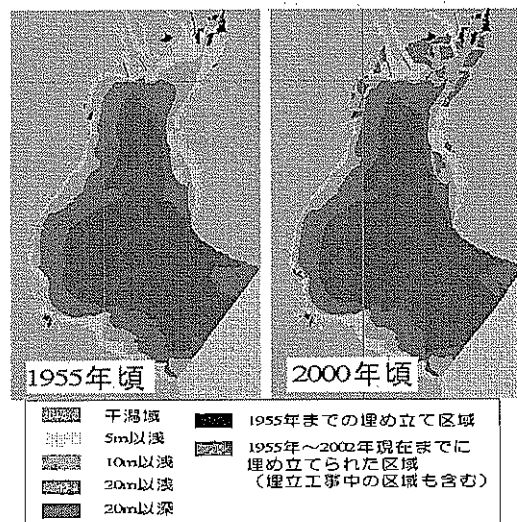 1955年頃
2000年頃
干潟域
5m以浅
10m以浅
20m以浅
20m以深
1955年までの埋め立て区域
1955年～2002年現在までに
埋め立てられた区域
（埋立工事中の区域も含む）